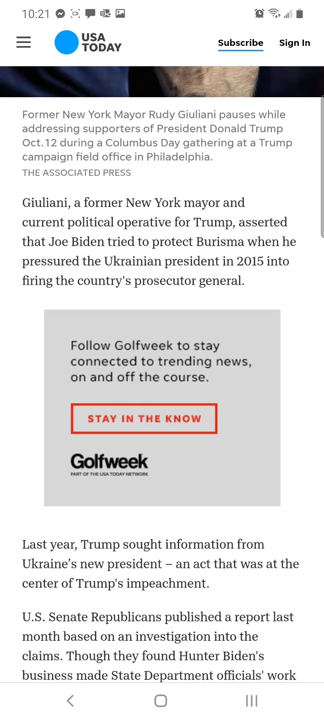 10:21
USA
TODAY
Subscribe
Sign In
Former New York Mayor Rudy Giuliani pauses while
addressing supporters of President Donald Trump
Oct.12 during a Columbus Day gathering at a Trump
campaign field office in Philadelphia.
THE ASSOCIATED PRESS
Giuliani, a former New York mayor and
current political operative for Trump, asserted
that Joe Biden tried to protect Burisma when he
pressured the Ukrainian president in 2015 into
firing the country's prosecutor general.
Follow Golfweek to stay
connected to trending news,
on and off the course.
STAY IN THE KNOW
Golfweek
PART OF THE USA TODAY NETWORK
Last year, Trump sought information from
Ukraine’s new president – an act that was at the
center of Trump's impeachment.
U.S. Senate Republicans published a report last
month based on an investigation into the
claims. Though they found Hunter Biden's
business made State Department officials' work